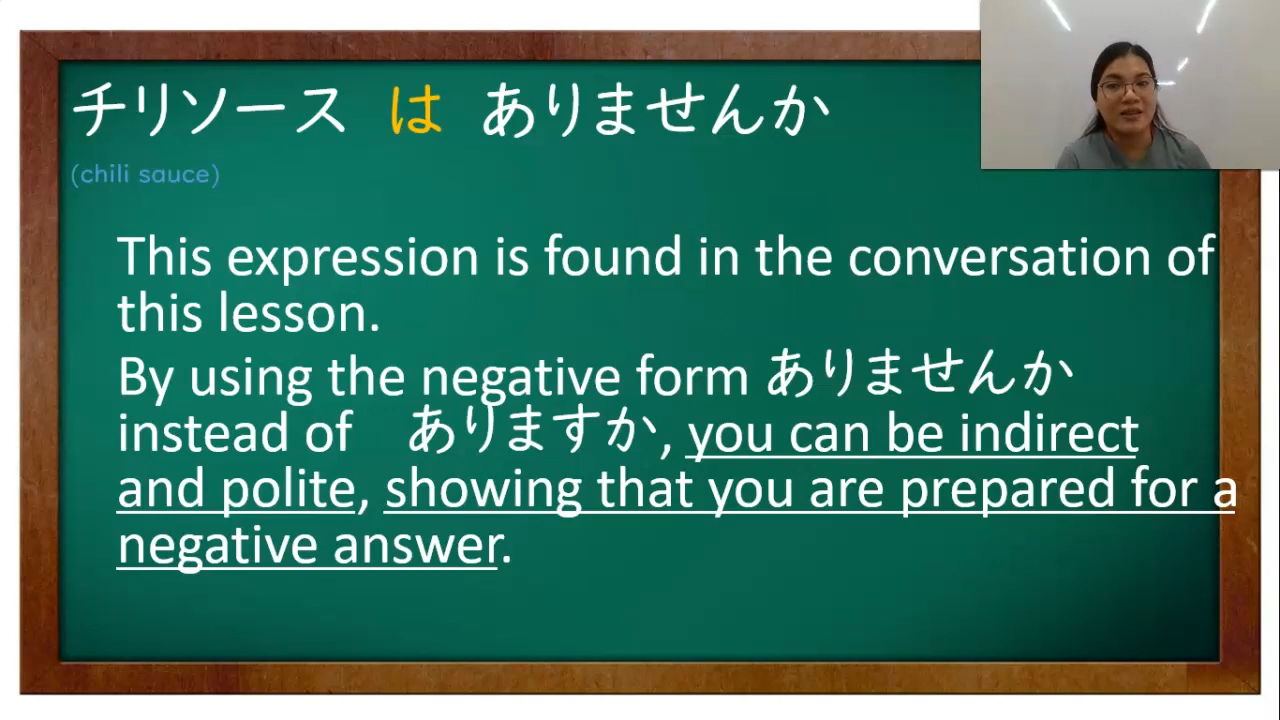 チリソース は ありませんか
(chili sauce)
This expression is found in the conversation of
this lesson.
By using the negative form ありませんか
instead of ありますか, you can be indirect
and polite, showing that you are prepared for a
negative answer.